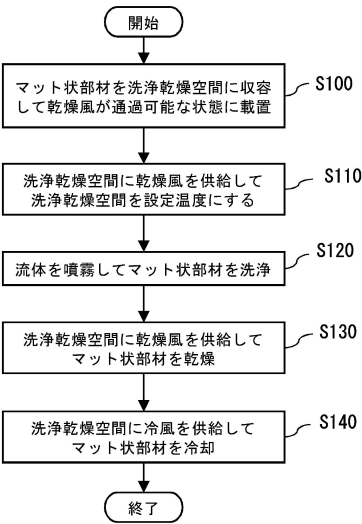 開始
マット状部材を洗浄乾燥空間に収容
して乾燥風が通過可能な状態に載置
S100
洗浄乾燥空間に乾燥風を供給して
洗浄乾燥空間を設定温度にする
S110
流体を噴霧してマット状部材を洗浄
S120
洗浄乾燥空間に乾燥風を供給して
マット状部材を乾燥
S130
洗浄乾燥空間に冷風を供給して
マット状部材を冷却
S140
終了